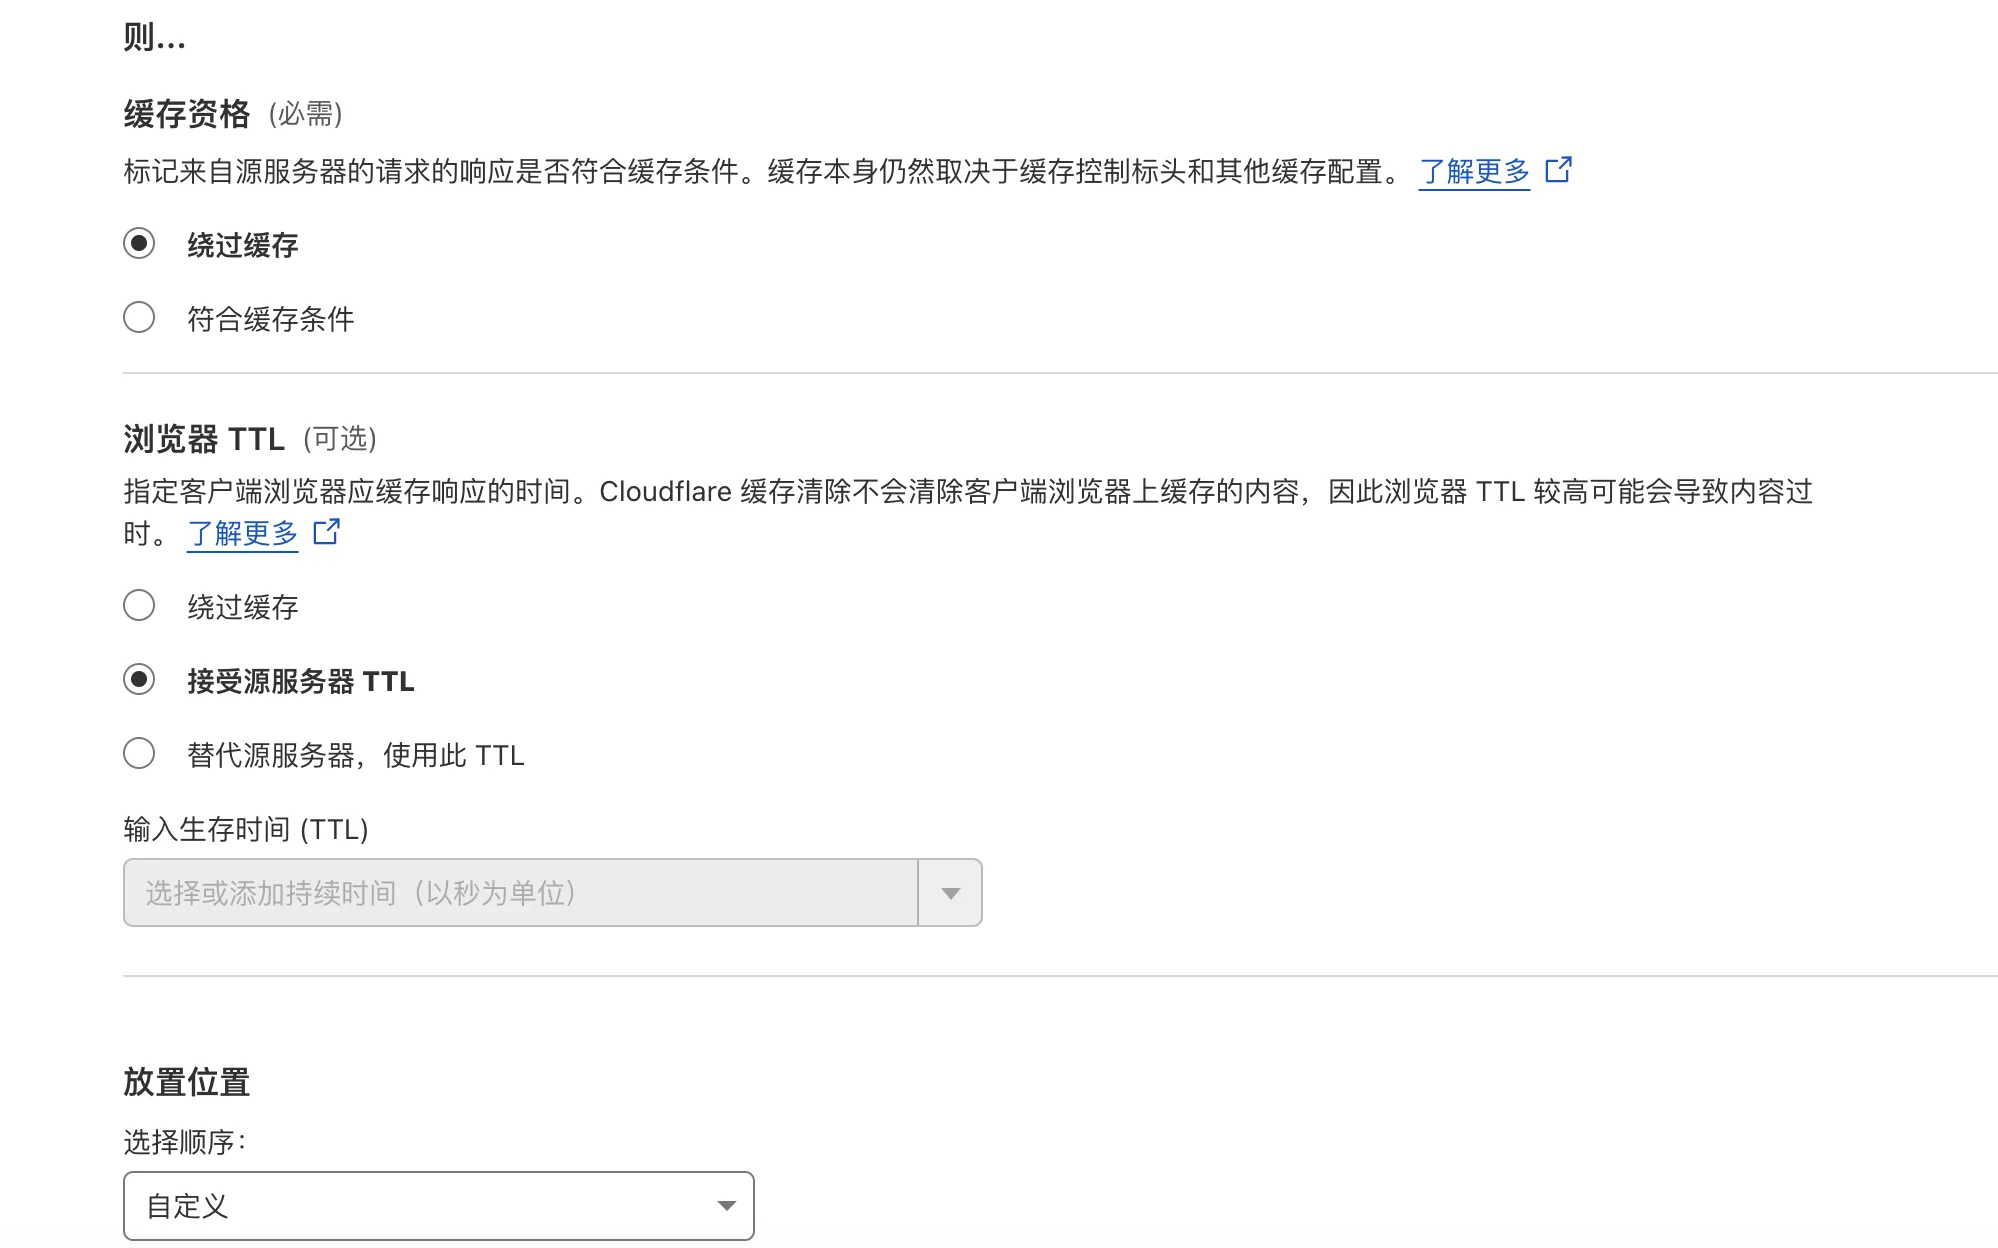 则...
缓存资格 (必需)
标记来自源服务器的请求的响应是否符合缓存条件。缓存本身仍然取决于缓存控制标头和其他缓存配置。 了解更多
绕过缓存
符合缓存条件
浏览器 TTL (可选)
指定客户端浏览器应缓存响应的时间。Cloudflare 缓存清除不会清除客户端浏览器上缓存的内容，因此浏览器 TTL 较高可能会导致内容过
时。 了解更多
绕过缓存
接受源服务器 TTL
替代源服务器，使用此 TTL
输入生存时间 (TTL)
选择或添加持续时间（以秒为单位）
放置位置
选择顺序：
自定义